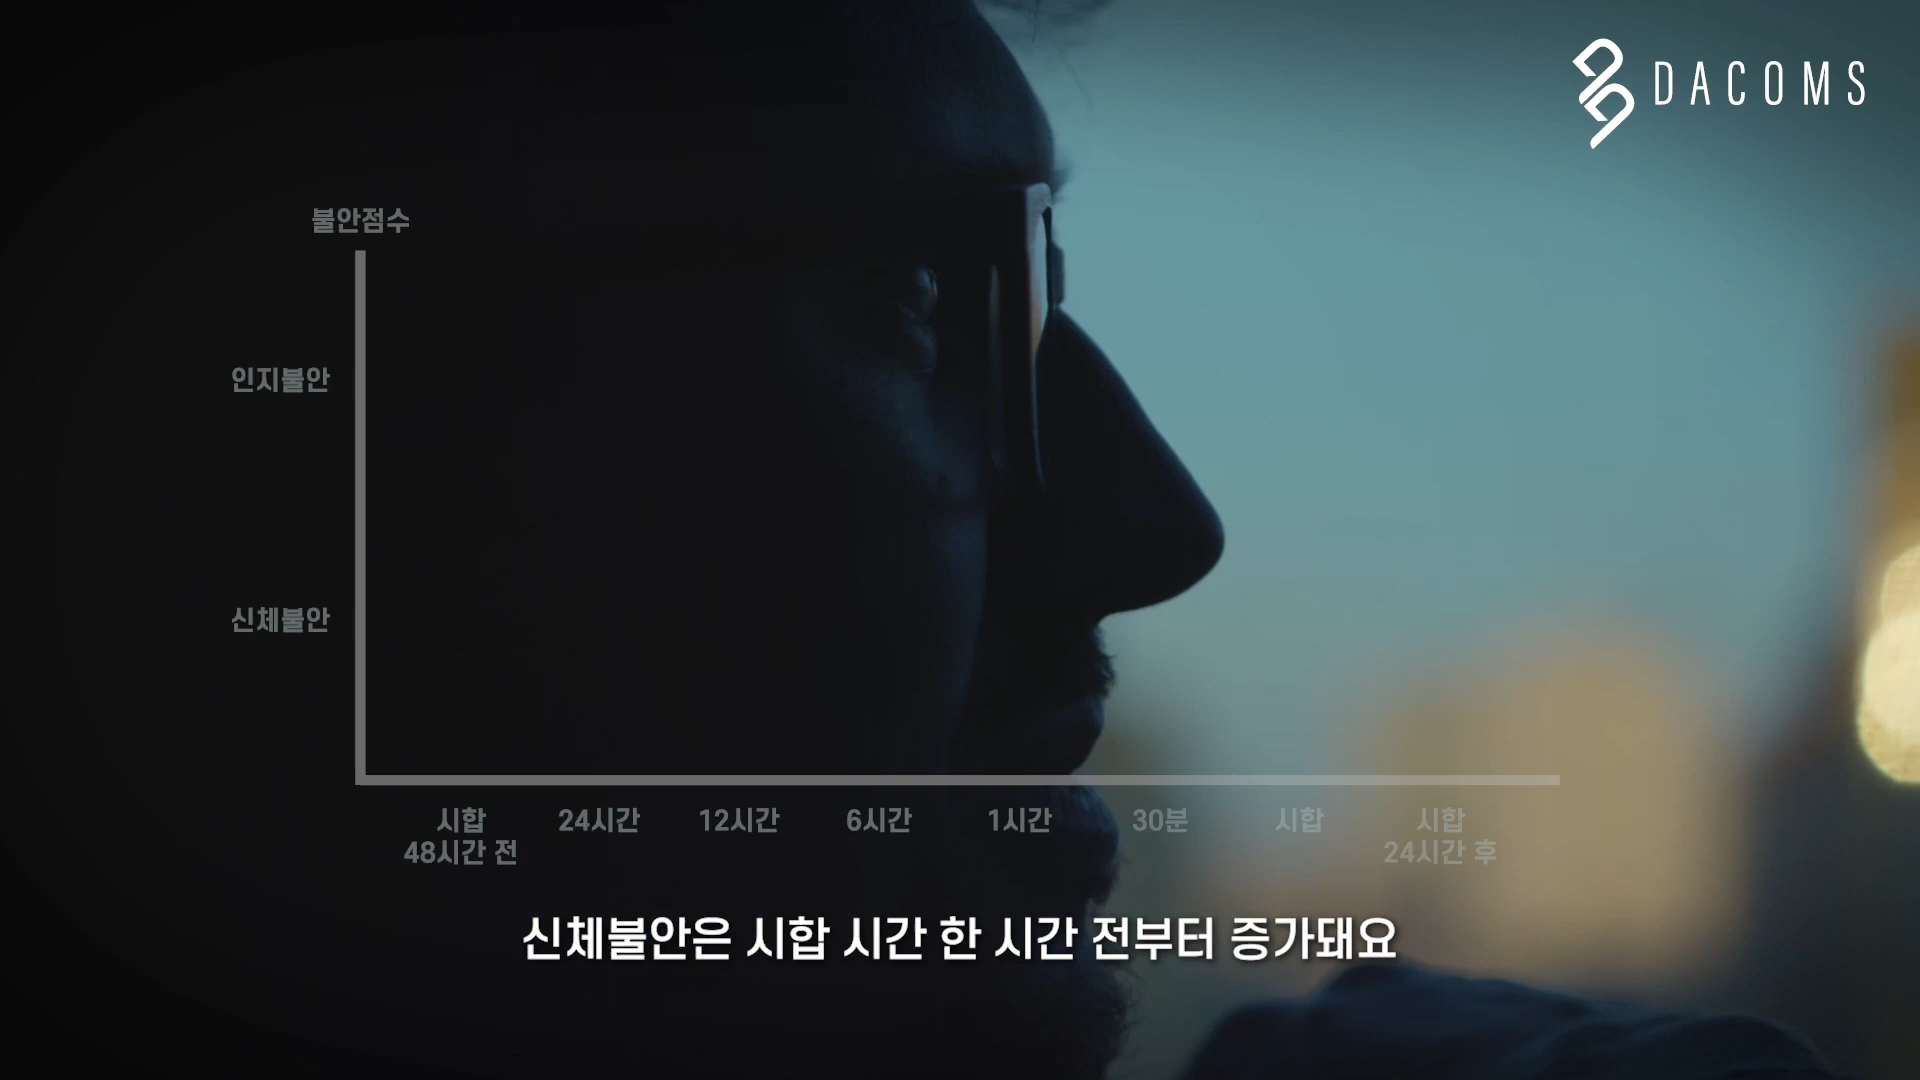 DACOMS
불안점수
인지불안
신체불안
시합
48시간 전
24시간
12시간
6시간
1시간
30분
시합
시합
24시간 후
신체불안은 시합 시간 한 시간 전부터 증가돼요